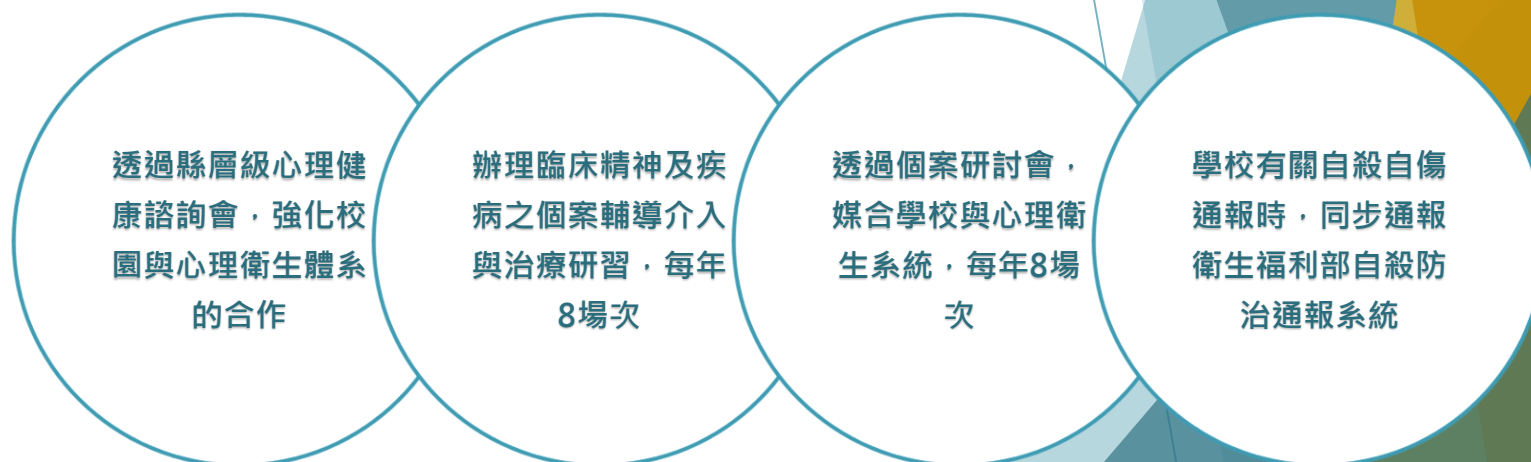 透過縣層級心理健
康諮詢會，強化校
園與心理衛生體系
的合作
辦理臨床精神及疾
病之個案輔導介入
與治療研習，每年
8場次
透過個案研討會，
媒合學校與心理衛
生系統，每年8場
次
學校有關自殺自傷
通報時，同步通報
衛生福利部自殺防
治通報系統